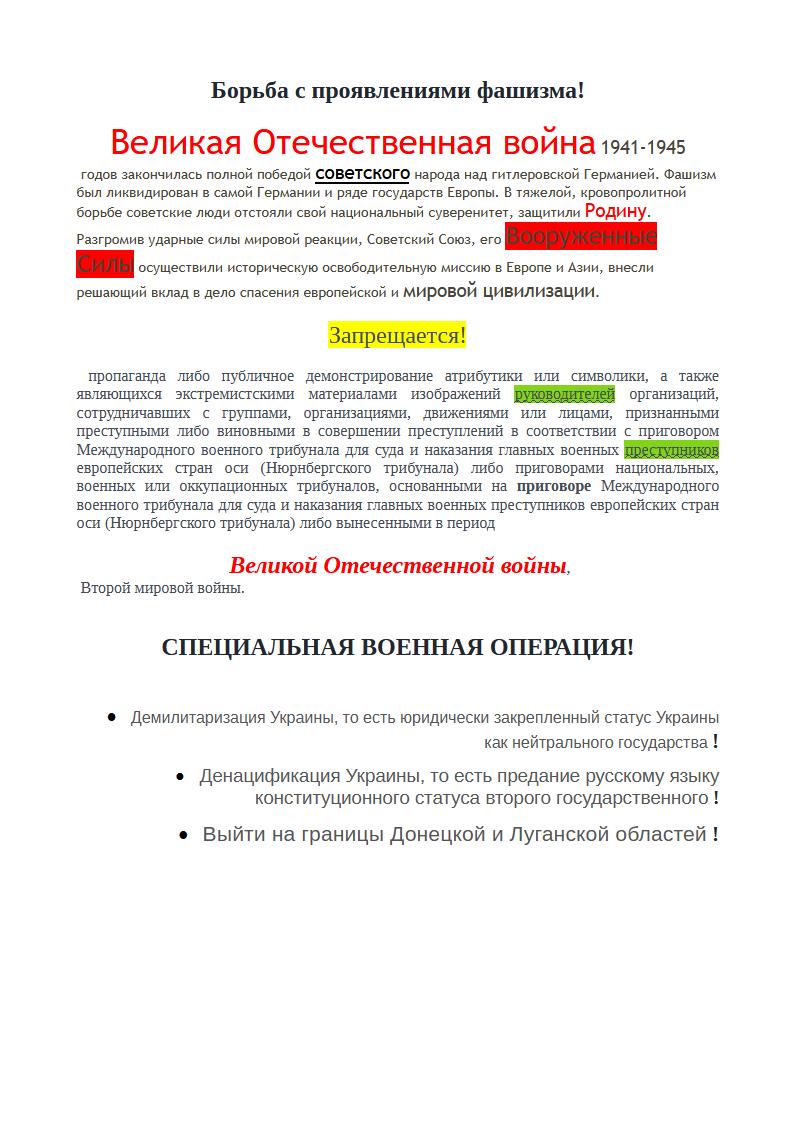 Борьба с проявлениями фашизма!
Великая Отечественная война 1941-1945
годов закончилась полной победой советского народа над гитлеровской Германией. Фашизм
был ликвидирован в самой Германии и ряде государств Европы. В тяжелой, кровопролитной
борьбе советские люди отстояли свой национальный суверенитет, защитили Родину.
Разгромив ударные силы мировой реакции, Советский Союз, его Вооруженные
Силы осуществили историческую освободительную миссию в Европе и Азии, внесли
решающий вклад в дело спасения европейской и мировой цивилизации.
Запрещается!
пропаганда либо публичное демонстрирование атрибутики или символики, а также
являющихся экстремистскими материалами изображений руководителей организаций,
сотрудничавших с группами, организациями, движениями или лицами, признанными
преступными либо виновными в совершении преступлений в соответствии с приговором
Международного военного трибунала для суда и наказания главных военных преступников
европейских стран оси (Нюрнбергского трибунала) либо приговорами национальных,
военных или оккупационных трибуналов, основанными на приговоре Международного
военного трибунала для суда и наказания главных военных преступников европейских стран
оси (Нюрнбергского трибунала) либо вынесенными в период
Великой Отечественной войны,
Второй мировой войны.
СПЕЦИАЛЬНАЯ ВОЕННАЯ ОПЕРАЦИЯ!
• Демилитаризация Украины, то есть юридически закрепленный статус Украины
как нейтрального государства !
• Денацификация Украины, то есть предание русскому языку
конституционного статуса второго государственного !
• Выйти на границы Донецкой и Луганской областей !